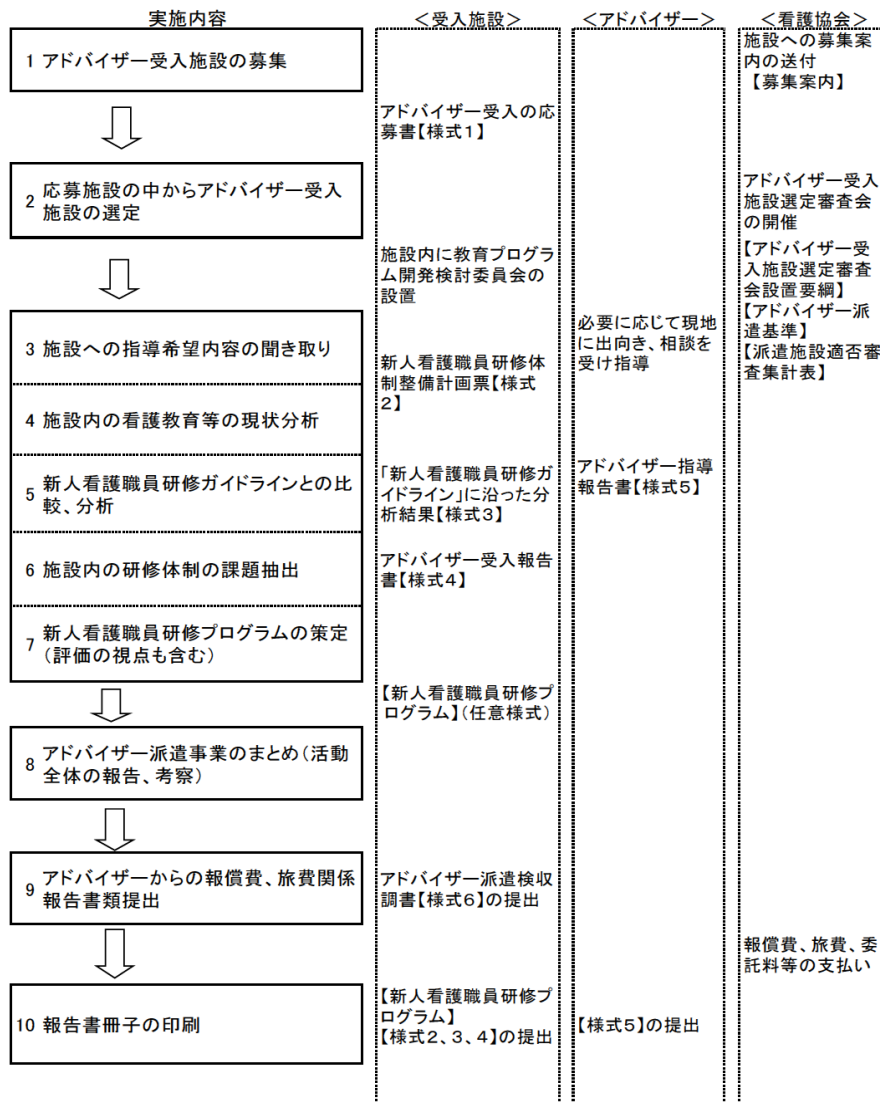 実施内容
＜受入施設＞
＜アドバイザー＞
＜看護協会＞
1 アドバイザー受入施設の募集
施設への募集案
内の送付
【募集案内】
アドバイザー受入の応
募書【様式1】
2 応募施設の中からアドバイザー受入
施設の選定
アドバイザー受入
施設選定審査会
の開催
【アドバイザー受
入施設選定審査
会設置要綱】
【アドバイザー派
遣基準】
【派遣施設適否審
査集計表】
施設内に教育プログラ
ム開発検討委員会の
設置
3 施設への指導希望内容の聞き取り
必要に応じて現地
に出向き、相談を
受け指導
新人看護職員研修体
制整備計画票【様式
2】
4 施設内の看護教育等の現状分析
5 新人看護職員研修ガイドラインとの比
較、分析
「新人看護職員研修ガ
イドライン」に沿った分
析結果【様式3】
アドバイザー指導
報告書【様式5】
6 施設内の研修体制の課題抽出
アドバイザー受入報告
書【様式4】
7 新人看護職員研修プログラムの策定
（評価の視点も含む）
【新人看護職員研修プ
ログラム】（任意様式）
8 アドバイザー派遣事業のまとめ（活動
全体の報告、考察）
9 アドバイザーからの報償費、旅費関係
報告書類提出
アドバイザー派遣検収
調書【様式6】の提出
報償費、旅費、委
託料等の支払い
10 報告書冊子の印刷
【新人看護職員研修プ
ログラム】
【様式2、3、4】の提出
【様式5】の提出